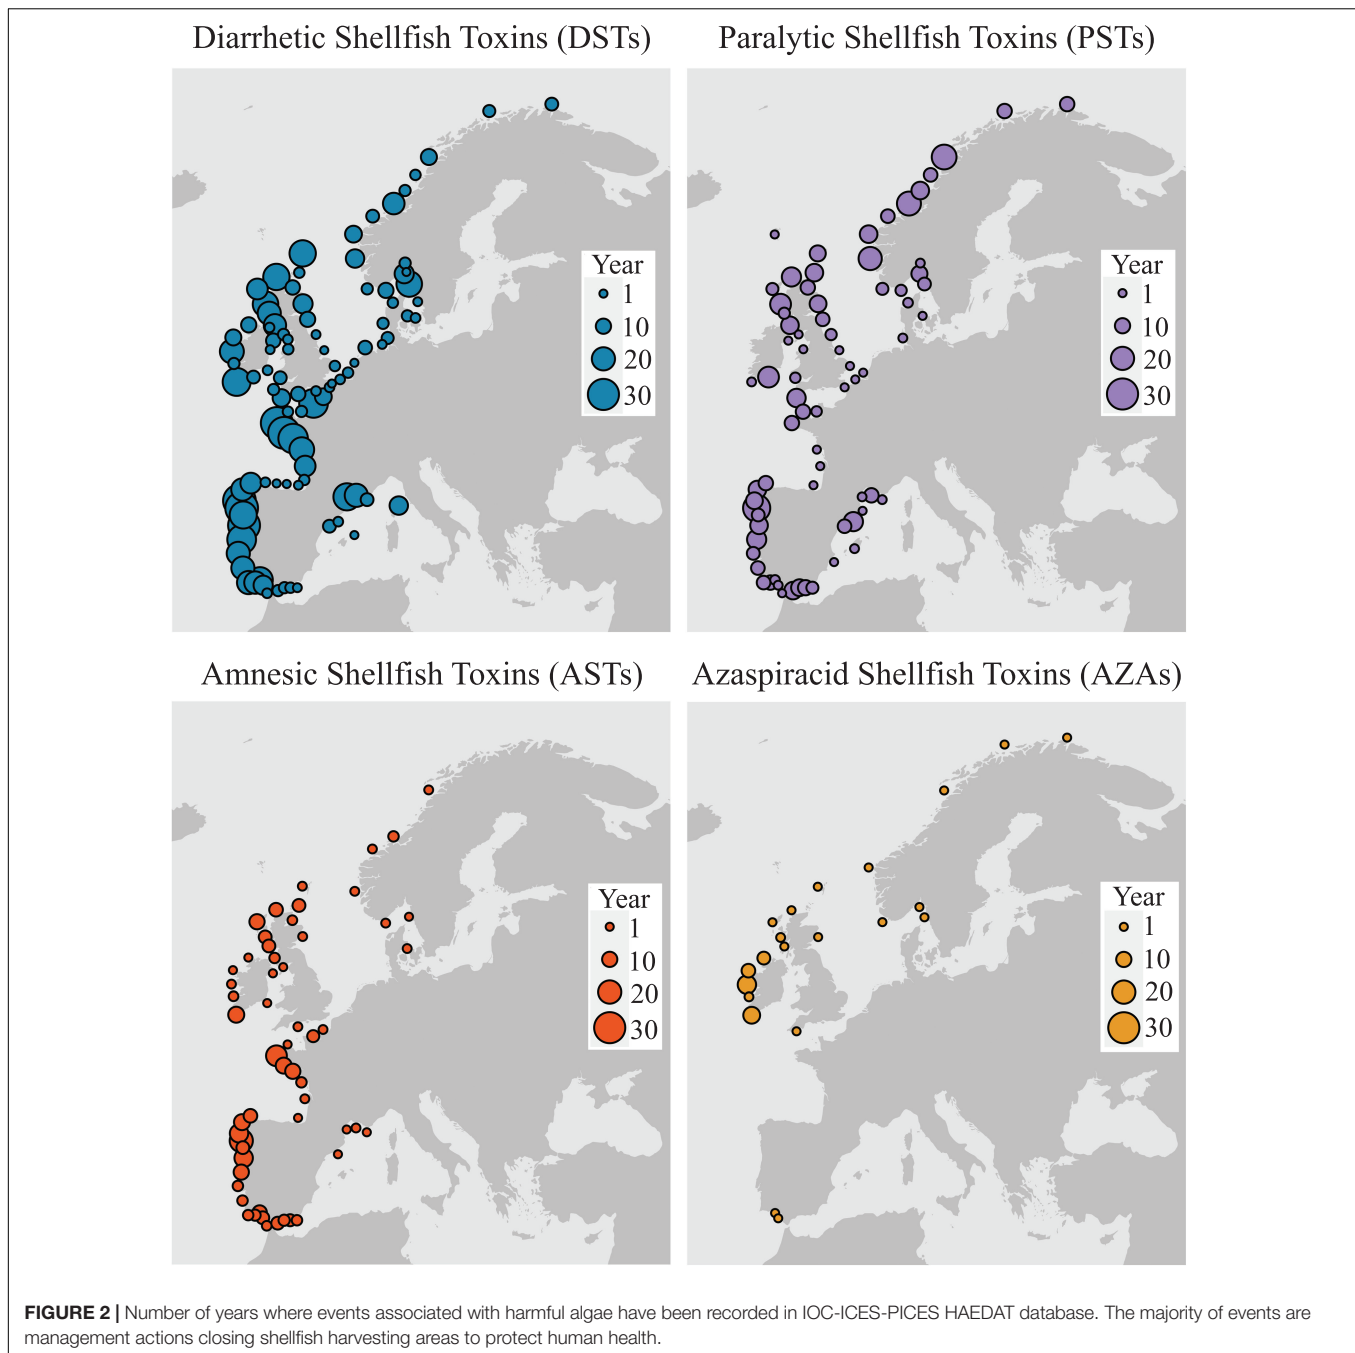 Diarrhetic Shellfish Toxins (DSTs)
Paralytic Shellfish Toxins (PSTs)
Year
1
10
20
30
Year
1
10
20
30
Amnesic Shellfish Toxins (ASTs)
Azaspiracid Shellfish Toxins (AZAs)
Year
1
10
20
30
Year
1
10
20
30
FIGURE 2 | Number of years where events associated with harmful algae have been recorded in IOC-ICES-PICES HAEDAT database. The majority of events are
management actions closing shellfish harvesting areas to protect human health.